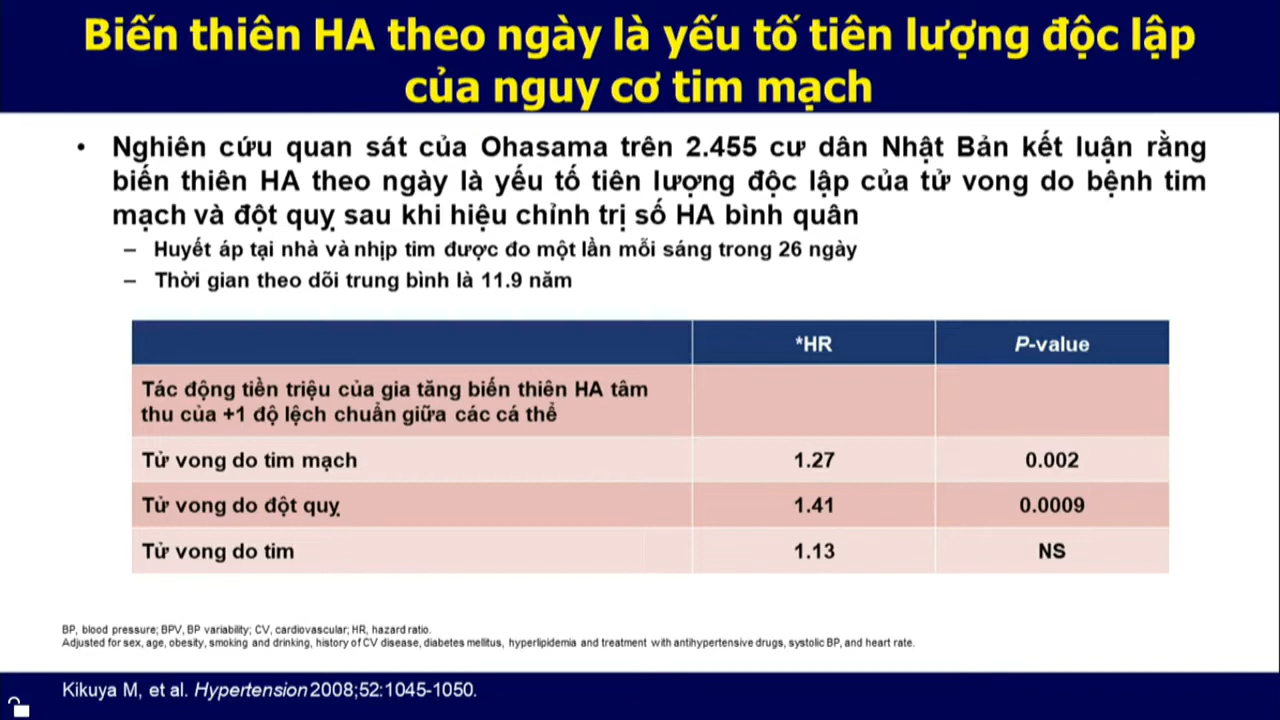 Biến thiên HA theo ngày là yếu tố tiên lượng độc lập
của nguy cơ tim mạch
• Nghiên cứu quan sát của Ohasama trên 2.455 cư dân Nhật Bản kết luận rằng
biến thiên HA theo ngày là yếu tố tiên lượng độc lập của tử vong do bệnh tim
mạch và đột quỵ sau khi hiệu chỉnh trị số HA bình quân
– Huyết áp tại nhà và nhịp tim được đo một lần mỗi sáng trong 26 ngày
– Thời gian theo dõi trung bình là 11.9 năm
*HR P-value
Tác động tiền triệu của gia tăng biến thiên HA tâm
thu của +1 độ lệch chuẩn giữa các cá thể
Tử vong do tim mạch 1.27 0.002
Tử vong do đột quỵ 1.41 0.0009
Tử vong do tim 1.13 NS
BP, blood pressure; BPV, BP variability; CV, cardiovascular; HR, hazard ratio.
Adjusted for sex, age, obesity, smoking and drinking, history of CV disease, diabetes mellitus, hyperlipidemia and treatment with antihypertensive drugs, systolic BP, and heart rate.
Kikuya M, et al. Hypertension 2008;52:1045-1050.